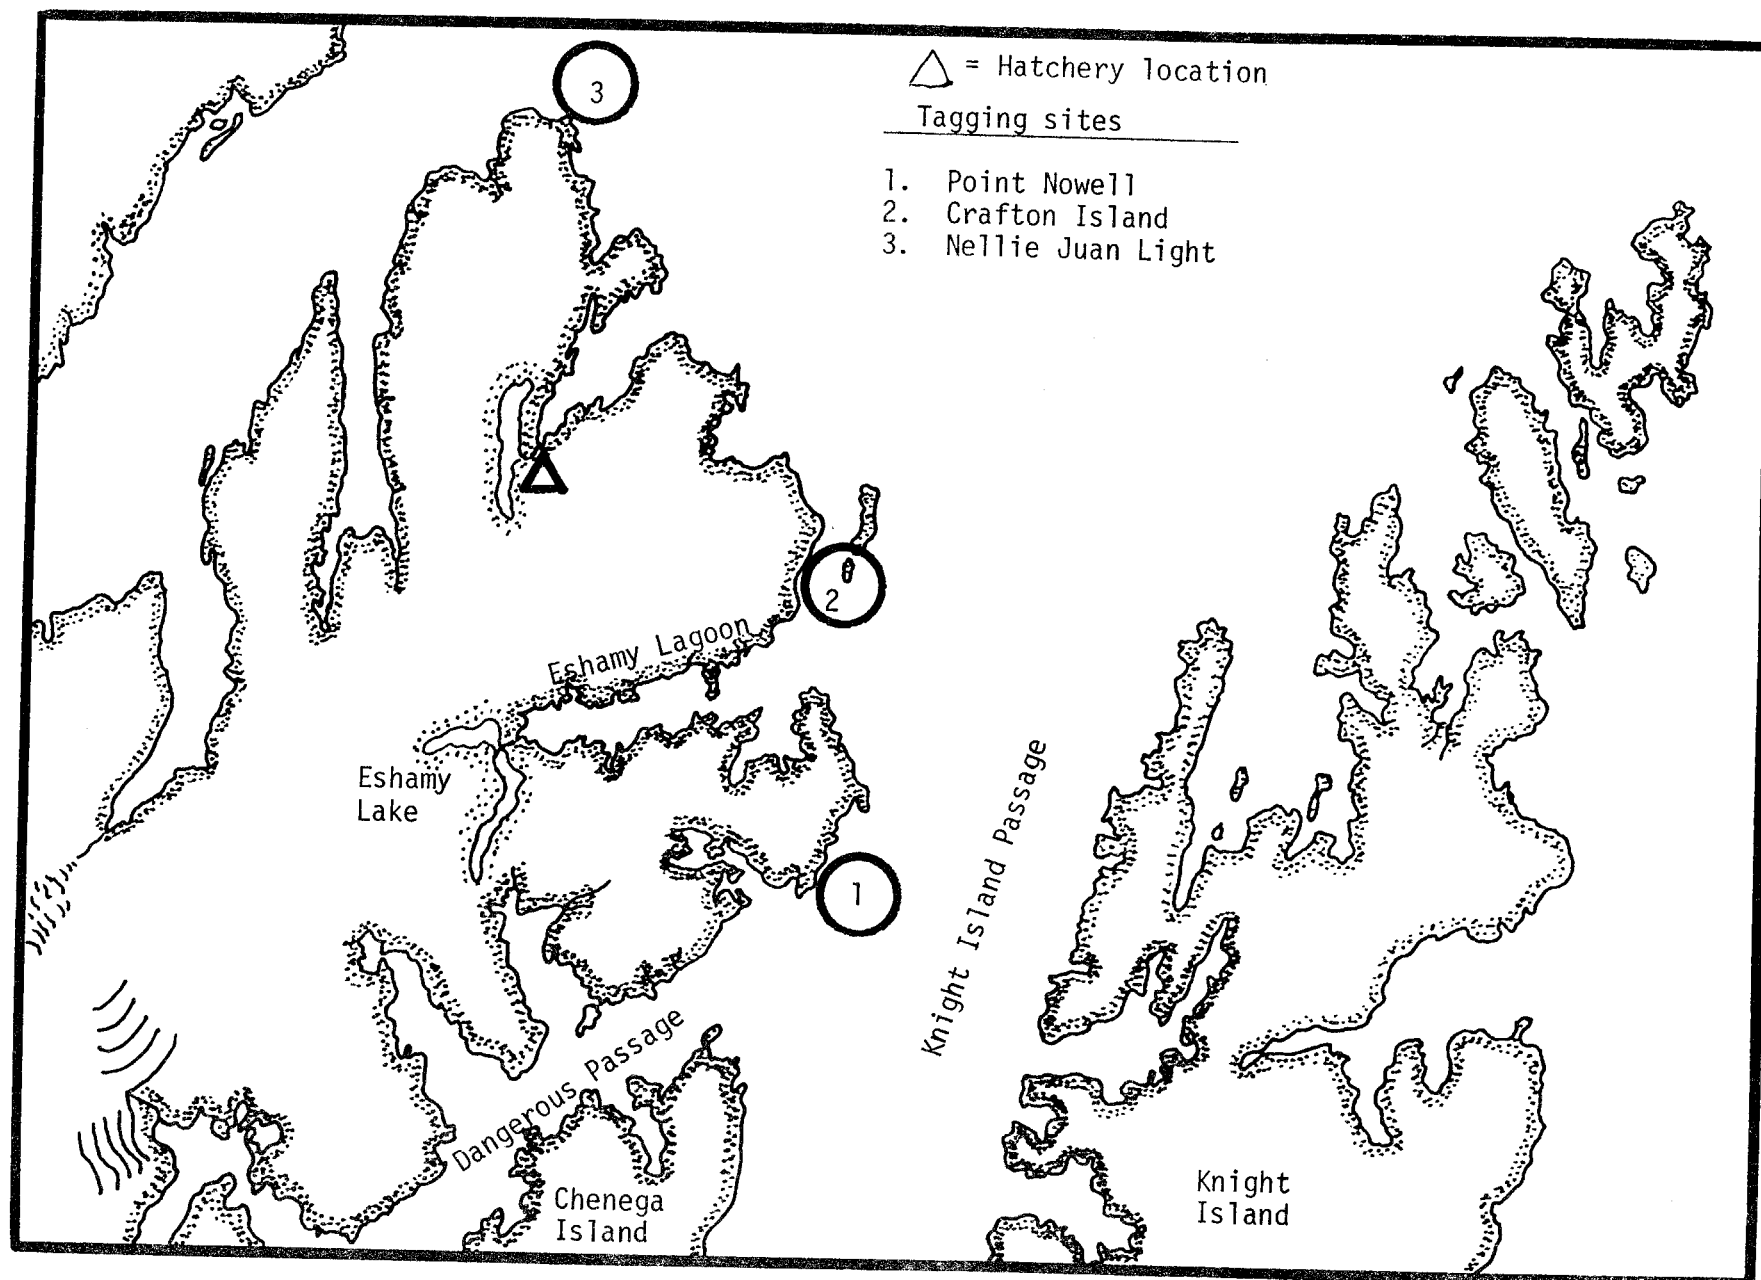 3
△ = Hatchery location
Tagging sites
1. Point Nowell
2. Crafton Island
3. Nellie Juan Light
2
Eshamy Lagoon
Eshamy
Lake
Knight Island Passage
1
Dangerous Passage
Chenega
Island
Knight
Island